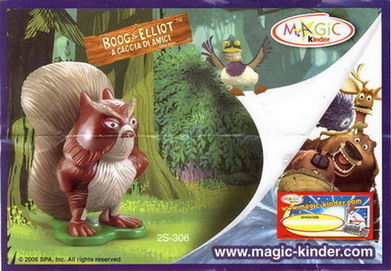 BOOG & ELLIOT™
A CACCIA DI AMICI
MAGIC
Kinder
2S-306
www.magic-kinder.com
© 2006 SPA, Inc. All rights reserved
www.magic-kinder.com